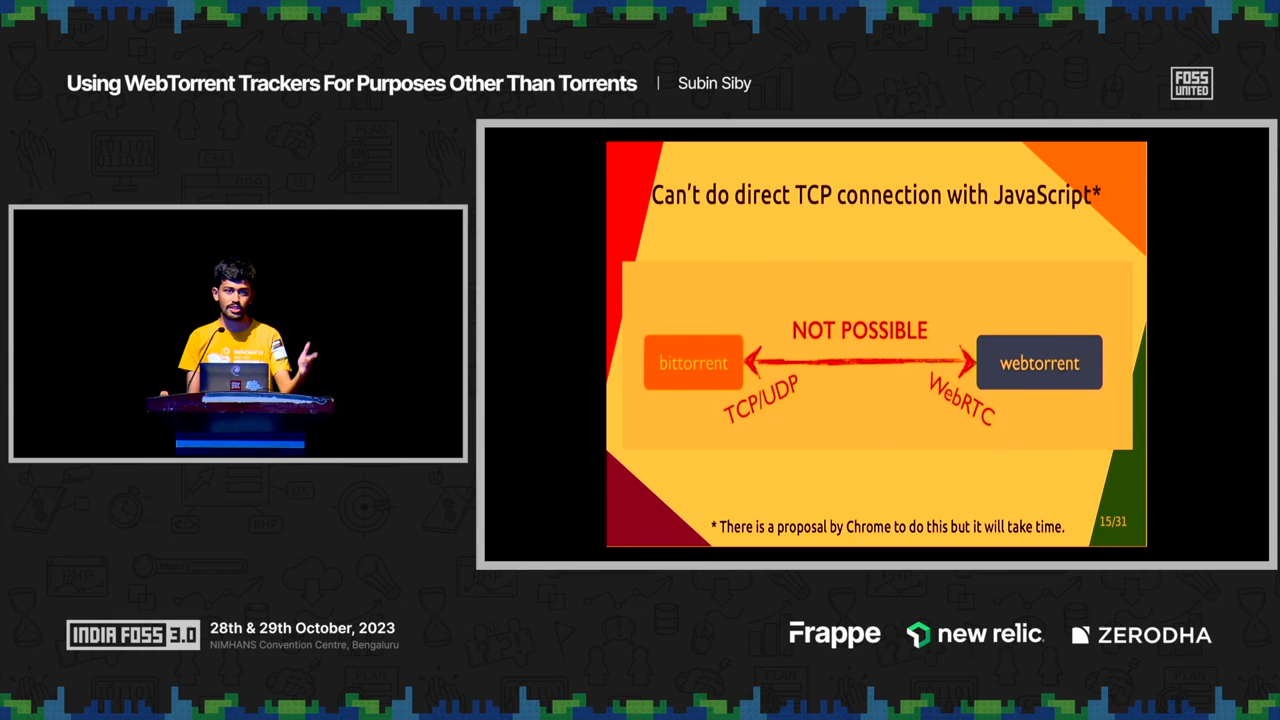 Using WebTorrent Trackers For Purposes Other Than Torrents | Subin Siby
FOSS
UNITED
Can't do direct TCP connection with JavaScript*
NOT POSSIBLE
bittorrent
webtorrent
TCP/UDP
WebRTC
* There is a proposal by Chrome to do this but it will take time.
15/31
INDIA FOSS 3.0
28th & 29th October, 2023
NIMHANS Convention Centre, Bengaluru
Frappe
new relic
ZERODHA